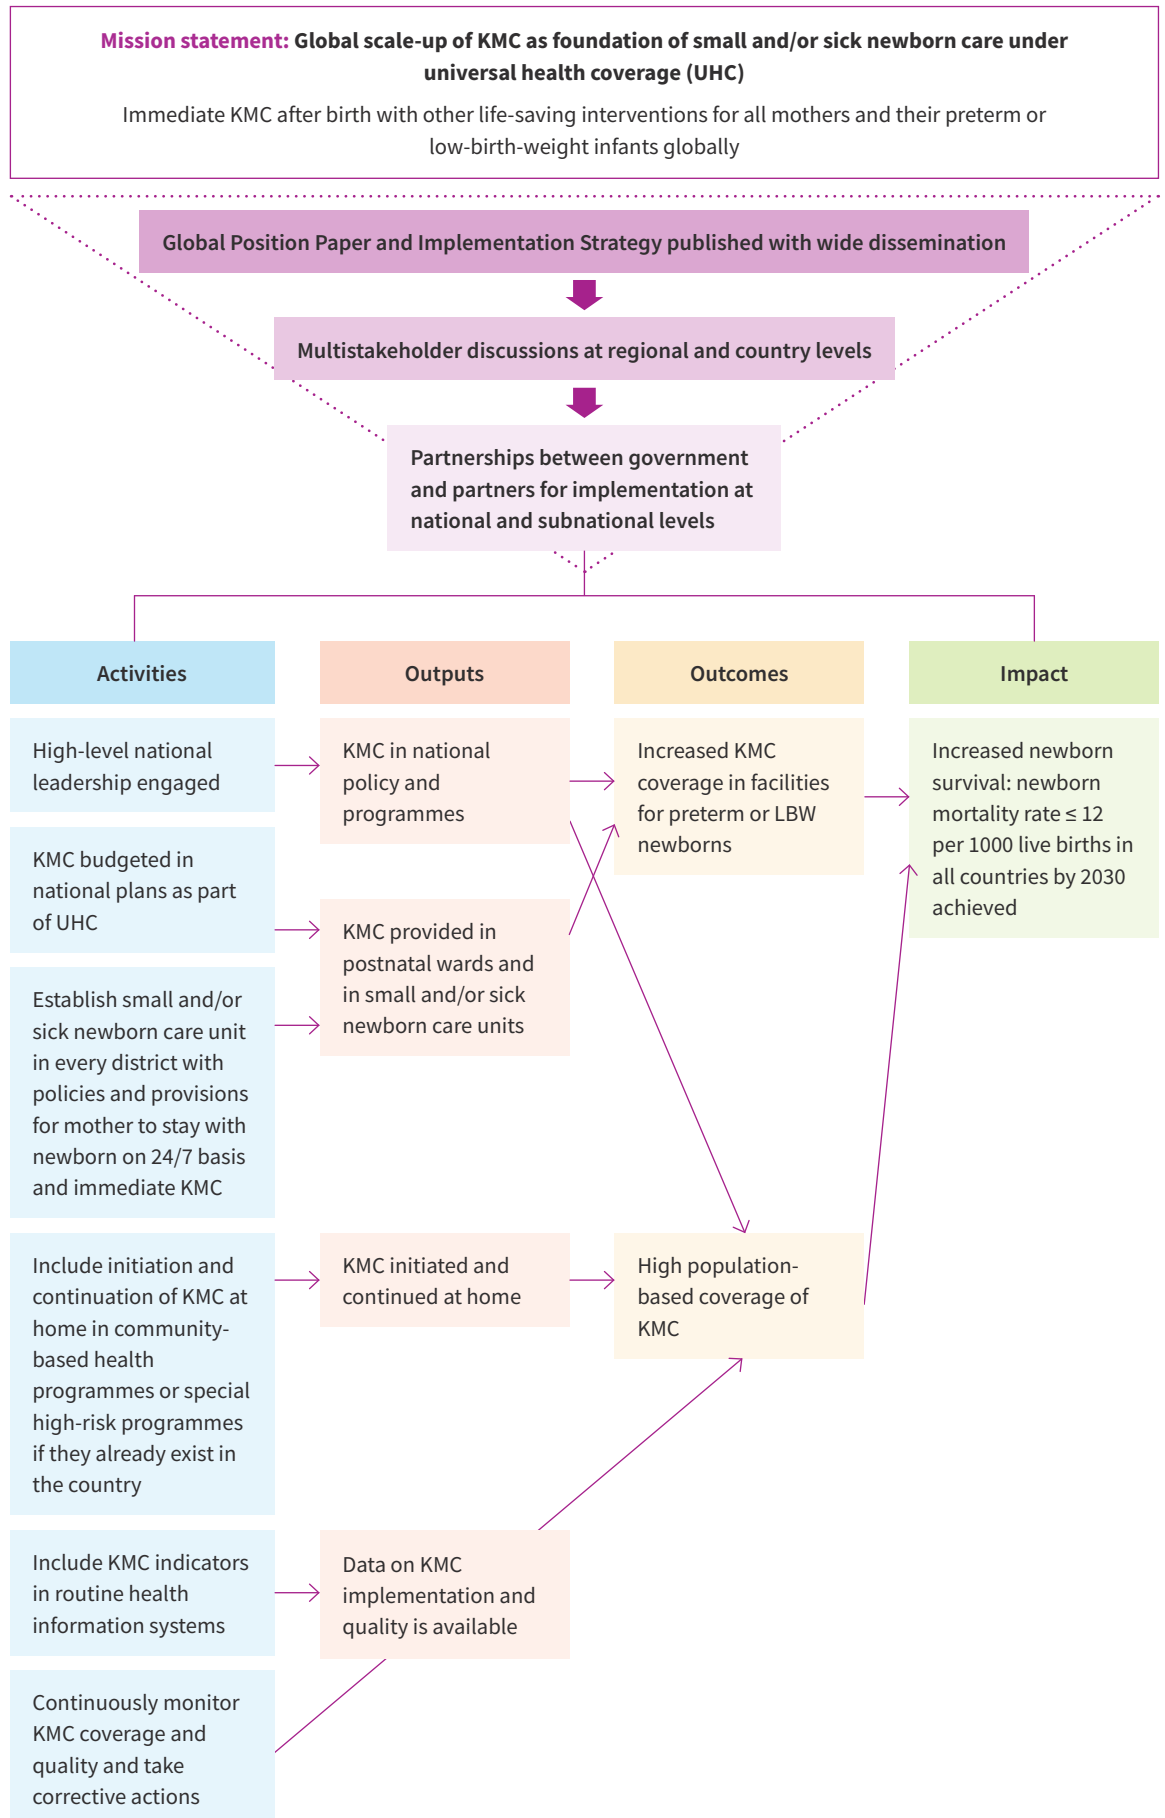 Mission statement: Global scale-up of KMC as foundation of small and/or sick newborn care under
universal health coverage (UHC)
Immediate KMC after birth with other life-saving interventions for all mothers and their preterm or
low-birth-weight infants globally
Global Position Paper and Implementation Strategy published with wide dissemination
Multistakeholder discussions at regional and country levels
Partnerships between government
and partners for implementation at
national and subnational levels
Activities
High-level national
leadership engaged
KMC budgeted in
national plans as part
of UHC
Establish small and/or
sick newborn care unit
in every district with
policies and provisions
for mother to stay with
newborn on 24/7 basis
and immediate KMC
Include initiation and
continuation of KMC at
home in community-
based health
programmes or special
high-risk programmes
if they already exist in
the country
Include KMC indicators
in routine health
information systems
Continuously monitor
KMC coverage and
quality and take
corrective actions
Outputs
KMC in national
policy and
programmes
KMC provided in
postnatal wards and
in small and/or sick
newborn care units
KMC initiated and
continued at home
Data on KMC
implementation and
quality is available
Outcomes
Increased KMC
coverage in facilities
for preterm or LBW
newborns
High population-
based coverage of
KMC
Impact
Increased newborn
survival: newborn
mortality rate ≤ 12
per 1000 live births in
all countries by 2030
achieved